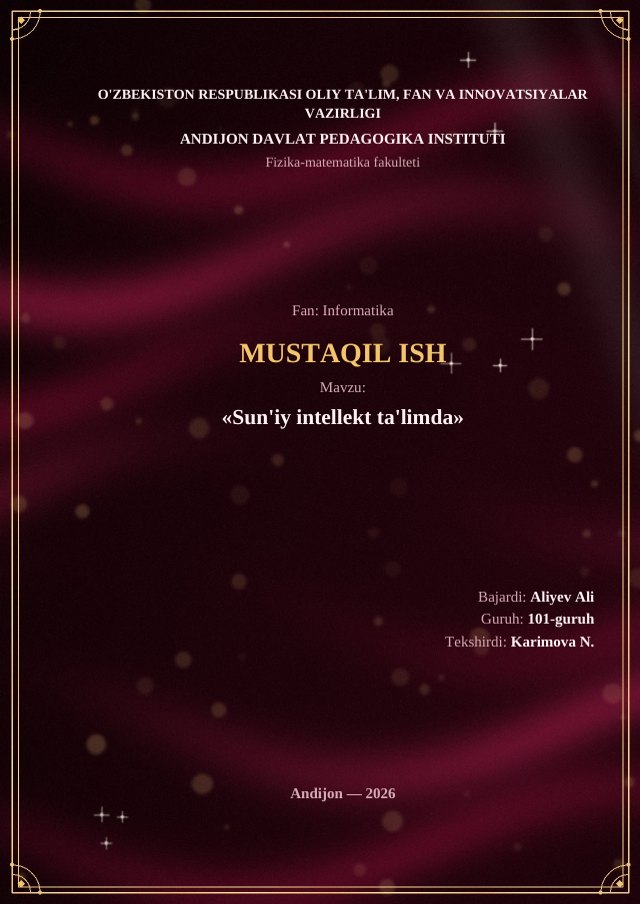 O'ZBEKISTON RESPUBLIKASI OLIY TA'LIM, FAN VA INNOVATSIYALAR
VAZIRLIGI
ANDIJON DAVLAT PEDAGOGIKA INSTITUTI
Fizika-matematika fakulteti
Fan: Informatika
MUSTAQIL ISH
Mavzu:
«Sun'iy intellekt ta'limda»
Bajardi: Aliyev Ali
Guruh: 101-guruh
Tekshirdi: Karimova N.
Andijon — 2026